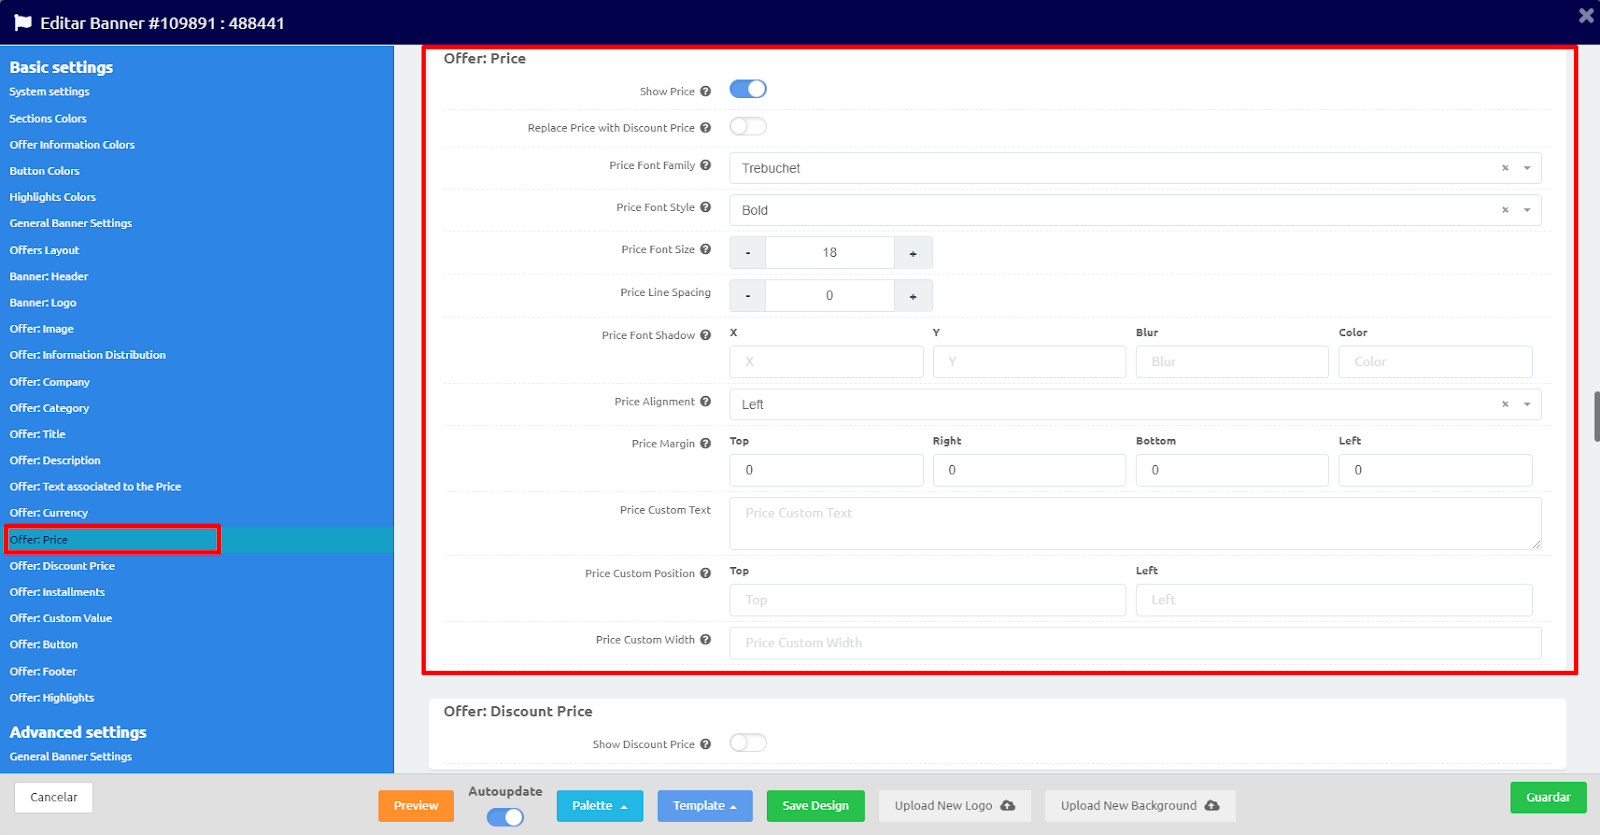 Editar Banner #109891 : 488441
Basic settings
System settings
Sections Colors
Offer Information Colors
Button Colors
Highlights Colors
General Banner Settings
Offers Layout
Banner: Header
Banner: Logo
Offer: Image
Offer: Information Distribution
Offer: Company
Offer: Category
Offer: Title
Offer: Description
Offer: Text associated to the Price
Offer: Currency
Offer: Price
Offer: Discount Price
Offer: Installments
Offer: Custom Value
Offer: Button
Offer: Footer
Offer: Highlights
Advanced settings
General Banner Settings
Offer: Price
Show Price
Replace Price with Discount Price
Price Font Family Trebuchet
Price Font Style Bold
Price Font Size - 18 +
Price Line Spacing - 0 +
Price Font Shadow X Y Blur Color
X Y Blur Color
Price Alignment Left
Price Margin Top Right Bottom Left
0 0 0 0
Price Custom Text Price Custom Text
Price Custom Position Top Left
Top Left
Price Custom Width Price Custom Width
Offer: Discount Price
Show Discount Price
Cancelar
Preview
Autoupdate
Palette
Template
Save Design
Upload New Logo
Upload New Background
Guardar